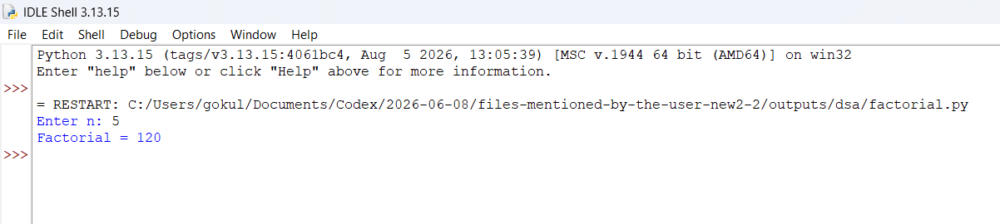 IDLE Shell 3.13.15
File Edit Shell Debug Options Window Help
Python 3.13.15 (tags/v3.13.15:4061bc4, Aug  5 2026, 13:05:39) [MSC v.1944 64 bit (AMD64)] on win32
Enter "help" below or click "Help" above for more information.
>>>
= RESTART: C:/Users/gokul/Documents/Codex/2026-06-08/files-mentioned-by-the-user-new2-2/outputs/dsa/factorial.py
Enter n: 5
Factorial = 120
>>>